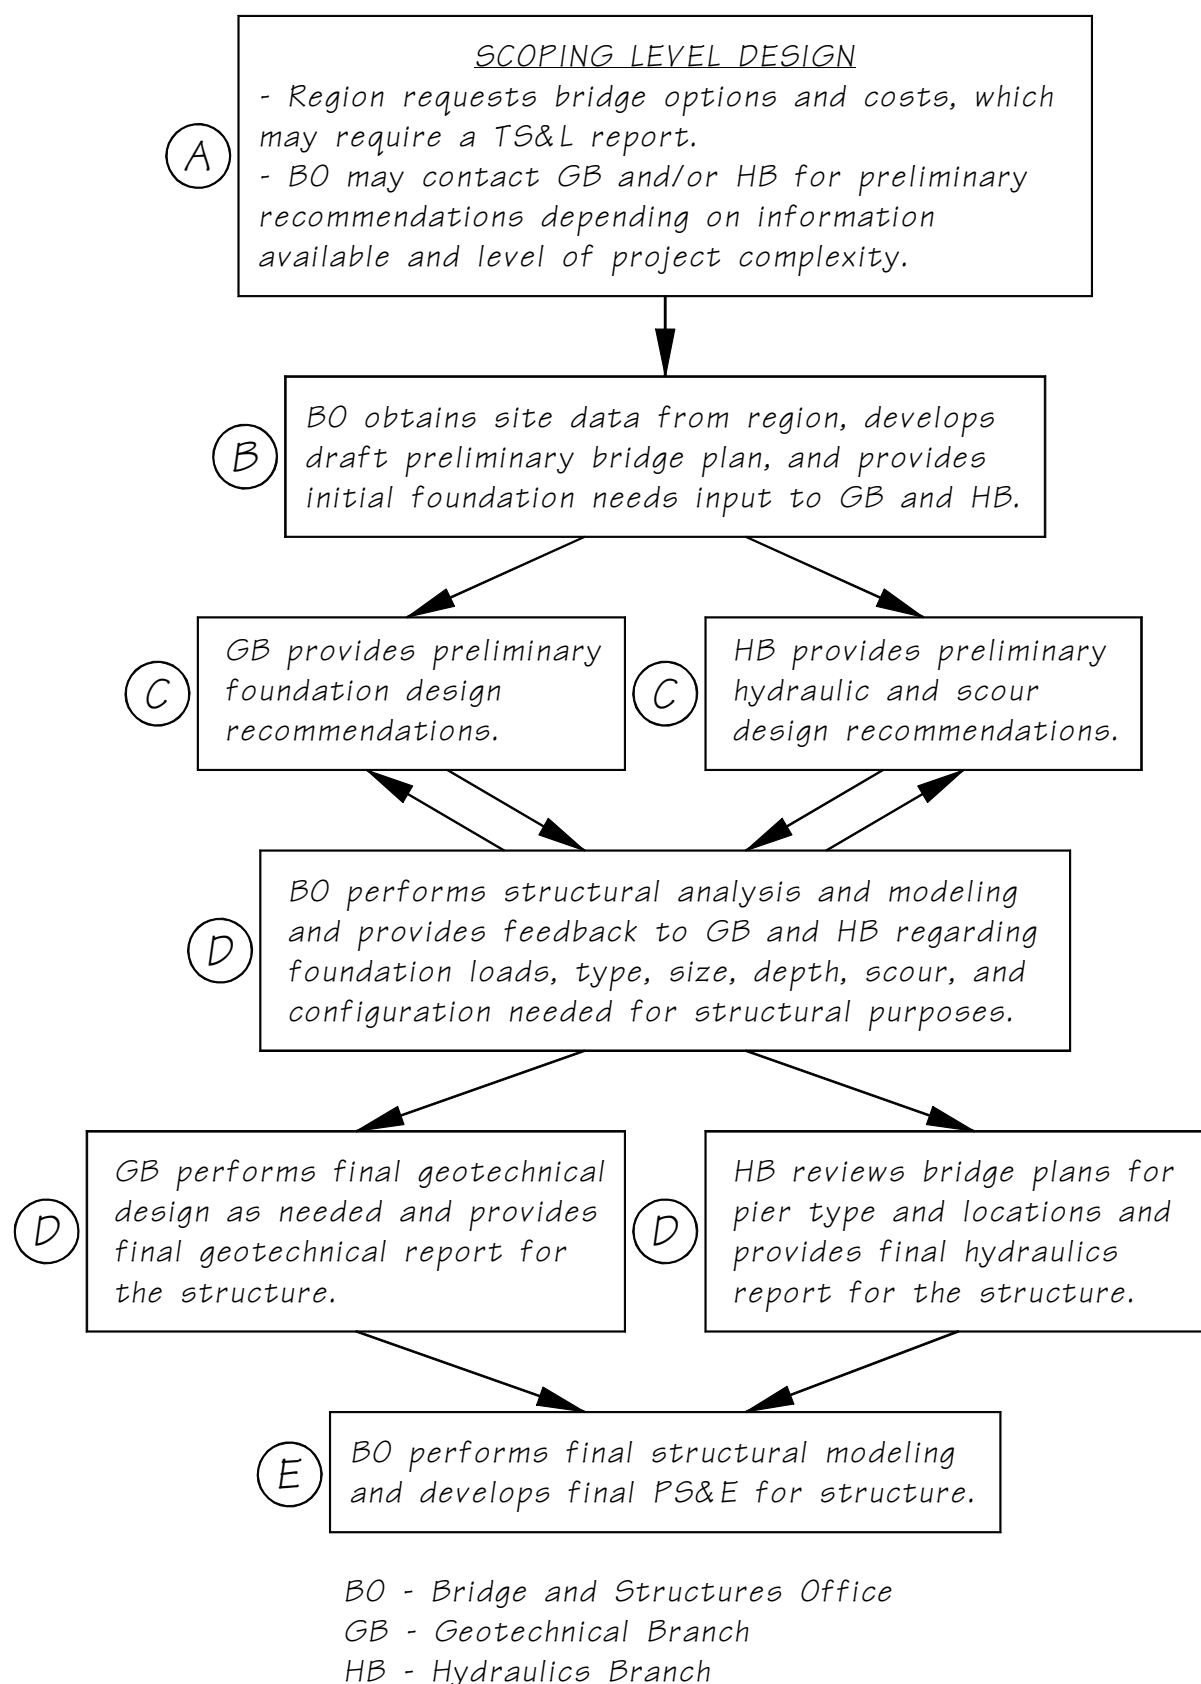 SCOPING LEVEL DESIGN
- Region requests bridge options and costs, which
may require a TS&L report.
- BO may contact GB and/or HB for preliminary
recommendations depending on information
available and level of project complexity.
A
BO obtains site data from region, develops
draft preliminary bridge plan, and provides
initial foundation needs input to GB and HB.
B
GB provides preliminary
foundation design
recommendations.
C
HB provides preliminary
hydraulic and scour
design recommendations.
C
BO performs structural analysis and modeling
and provides feedback to GB and HB regarding
foundation loads, type, size, depth, scour, and
configuration needed for structural purposes.
D
GB performs final geotechnical
design as needed and provides
final geotechnical report for
the structure.
D
HB reviews bridge plans for
pier type and locations and
provides final hydraulics
report for the structure.
D
BO performs final structural modeling
and develops final PS&E for structure.
E
BO - Bridge and Structures Office
GB - Geotechnical Branch
HB - Hydraulics Branch